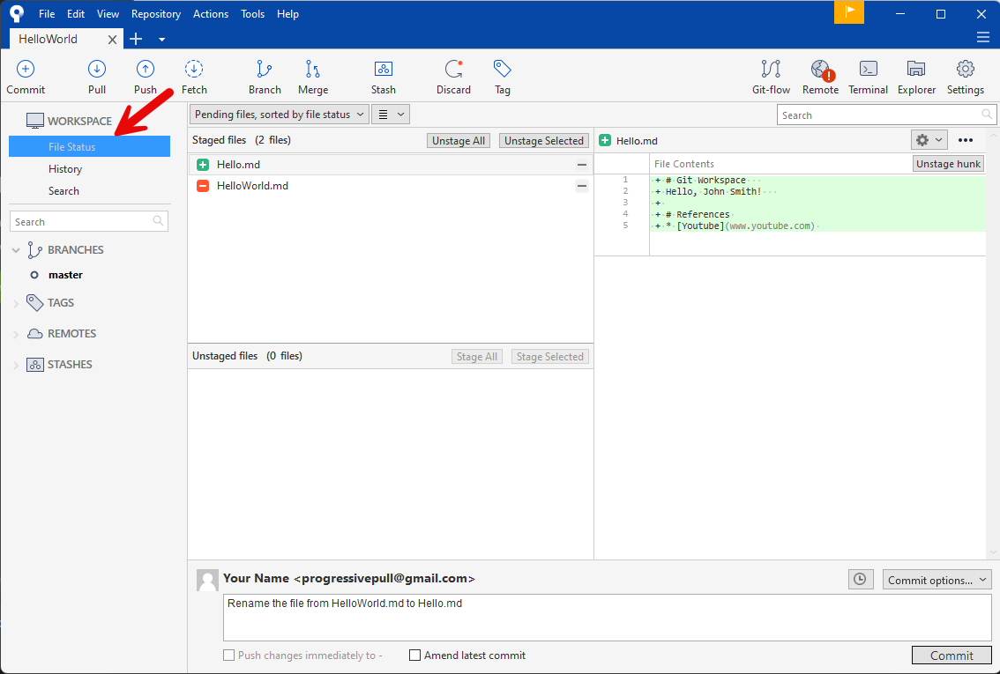 File Edit View Repository Actions Tools Help
HelloWorld
Commit Pull Push Fetch Branch Merge Stash Discard Tag Git-flow Remote Terminal Explorer Settings
WORKSPACE
File Status
History
Search
Search
BRANCHES
master
TAGS
REMOTES
STASHES
Pending files, sorted by file status
Search
Staged files (2 files) Unstage All Unstage Selected
Hello.md
HelloWorld.md
Unstaged files (0 files) Stage All Stage Selected
Hello.md
File Contents Unstage hunk
1 + # Git Workspace
2 + Hello, John Smith!
3 +
4 + # References
5 + * [Youtube](www.youtube.com)
Your Name <progressivepull@gmail.com> Commit options...
Rename the file from HelloWorld.md to Hello.md
Push changes immediately to - Amend latest commit Commit